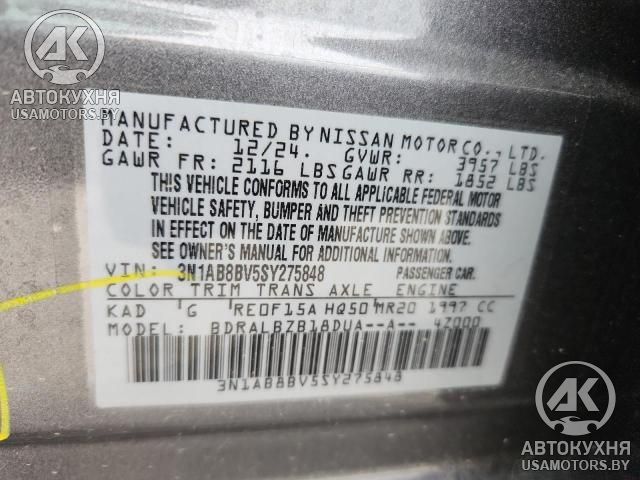 АК
АВТОКУХНЯ
USAMOTORS.BY
MANUFACTURED BY NISSAN MOTOR CO., LTD.
DATE: 12/24. GVWR: 3957 LBS
GAWR FR: 2116 LBS GAWR RR: 1852 LBS
THIS VEHICLE CONFORMS TO ALL APPLICABLE FEDERAL MOTOR
VEHICLE SAFETY, BUMPER AND THEFT PREVENTION STANDARDS
IN EFFECT ON THE DATE OF MANUFACTURE SHOWN ABOVE.
SEE OWNER'S MANUAL FOR ADDITIONAL INFORMATION.
VIN: 3N1AB8BV5SY275848 PASSENGER CAR.
COLOR TRIM TRANS AXLE ENGINE
KAD G RE0F15A HQ50 MR20 1997 CC
MODEL: BDRALBZB18DUA--A-- 4Z000
3N1AB8BV5SY275848
АК
АВТОКУХНЯ
USAMOTORS.BY